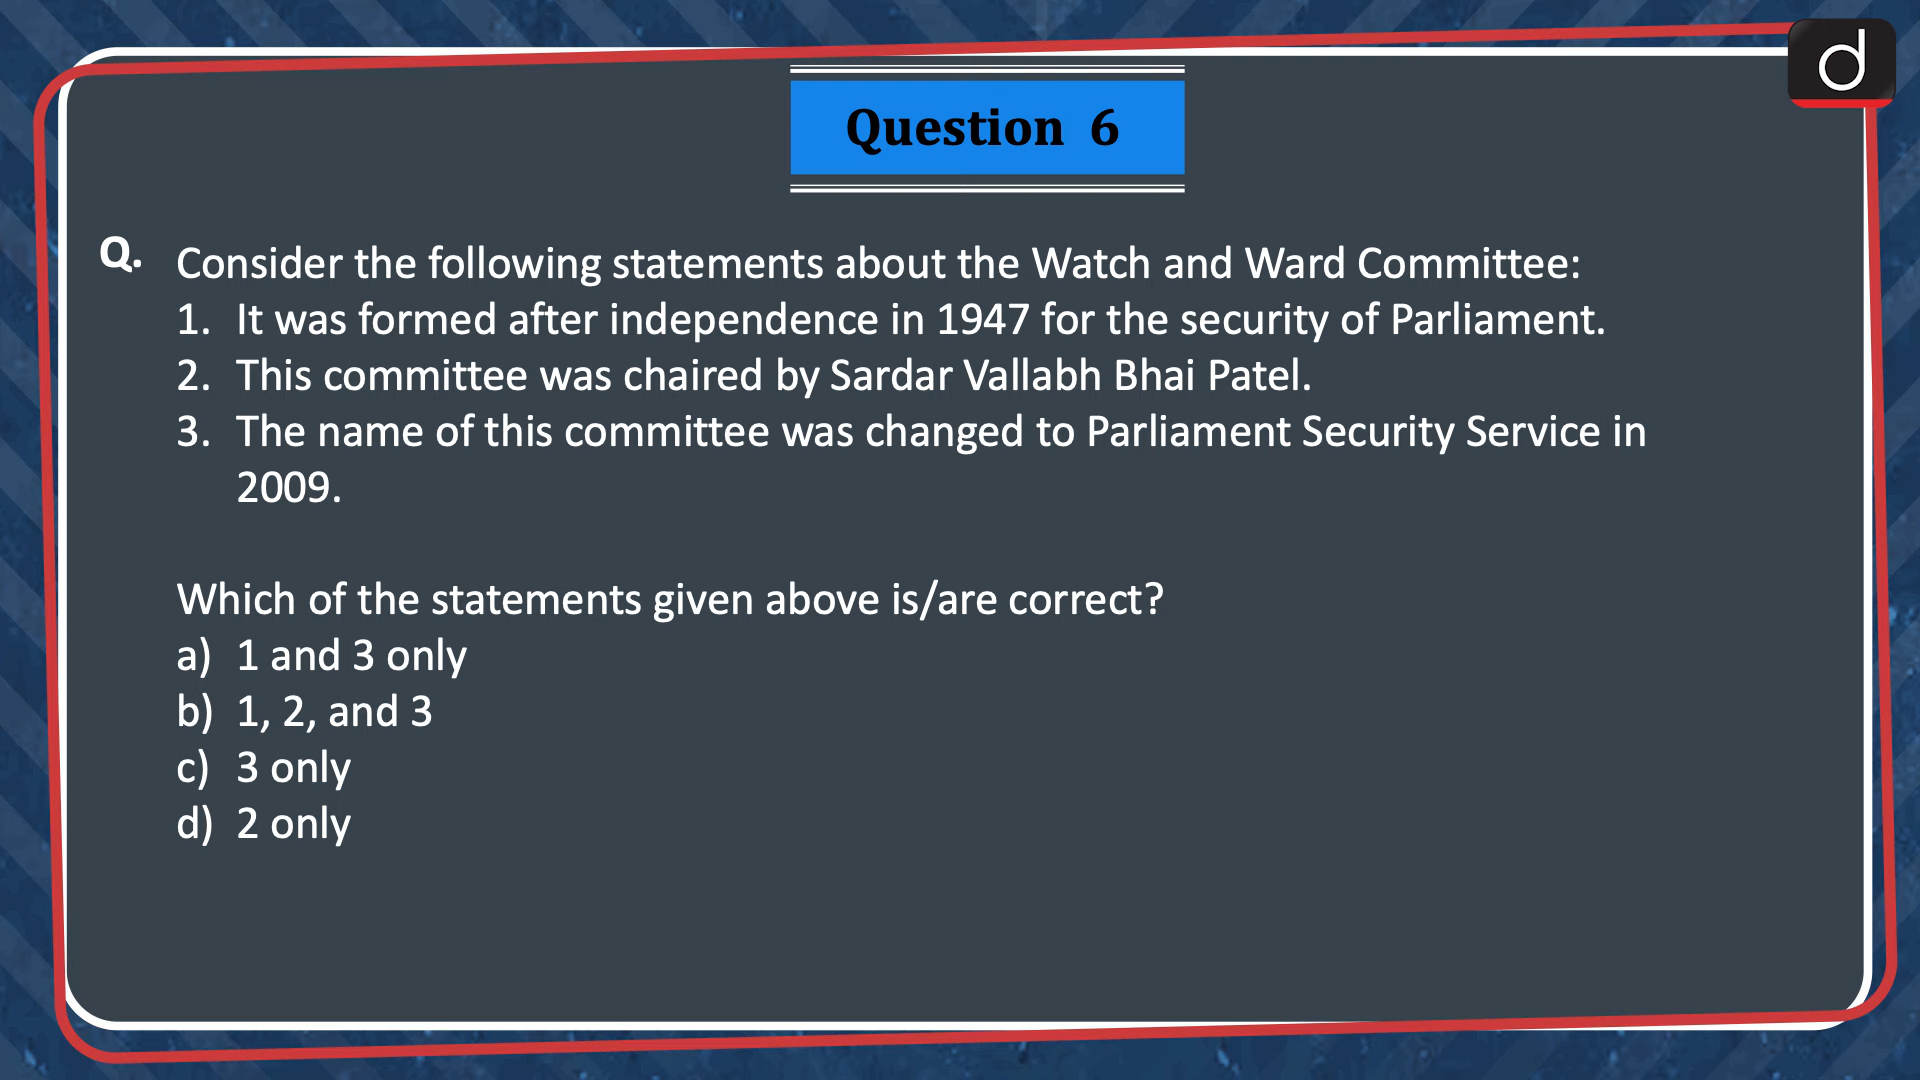 Question 6
Q. Consider the following statements about the Watch and Ward Committee:
1. It was formed after independence in 1947 for the security of Parliament.
2. This committee was chaired by Sardar Vallabh Bhai Patel.
3. The name of this committee was changed to Parliament Security Service in
2009.
Which of the statements given above is/are correct?
a) 1 and 3 only
b) 1, 2, and 3
c) 3 only
d) 2 only